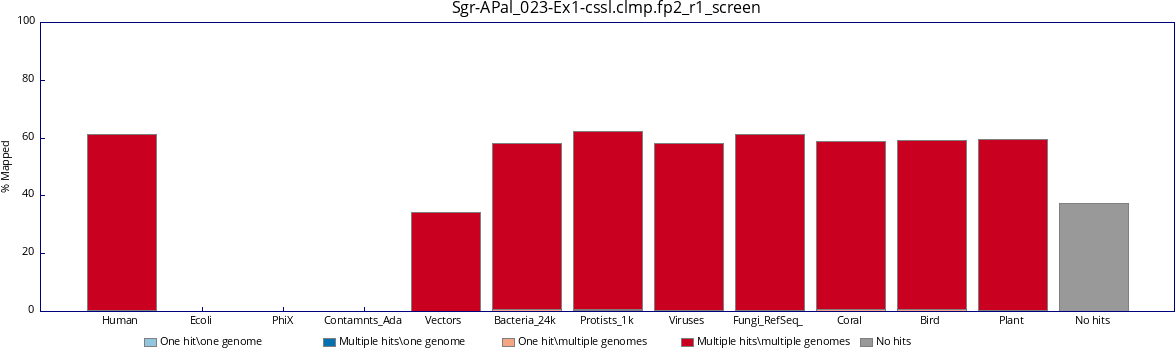 Sgr-APal_023-Ex1-cssl.clmp.fp2_r1_screen
100
80
60
40
20
0
% Mapped
Human Ecoli PhiX Contamnts_Ada Vectors Bacteria_24k Protists_1k Viruses Fungi_RefSeq_ Coral Bird Plant No hits
One hit\one genome Multiple hits\one genome One hit\multiple genomes Multiple hits\multiple genomes No hits